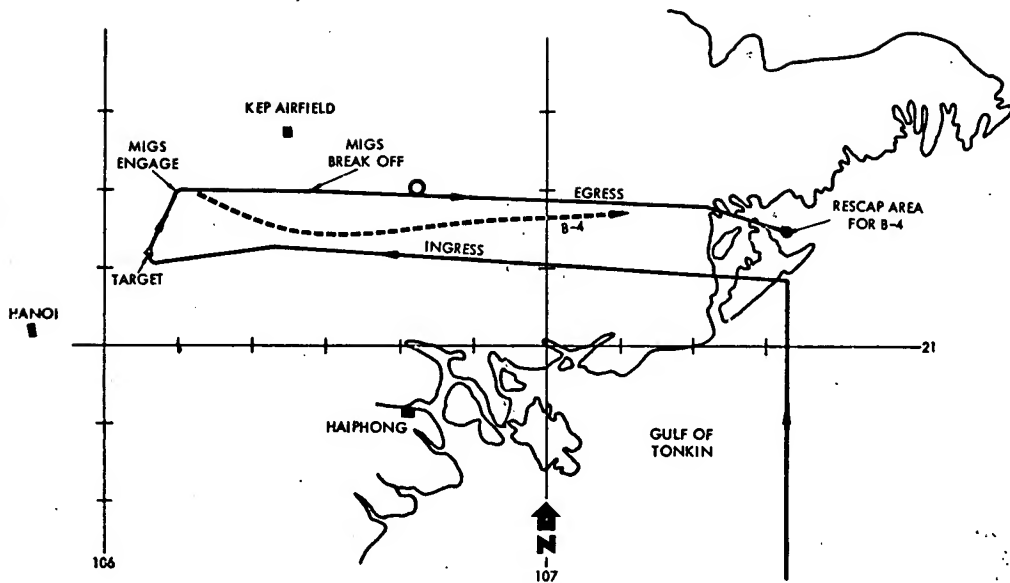 KEP AIRFIELD
MIGS
ENGAGE
MIGS
BREAK OFF
EGRESS
RESCAP AREA
FOR B-4
B-4
INGRESS
TARGET
HANOI
21
HAIPHONG
GULF OF
TONKIN
N
106
107